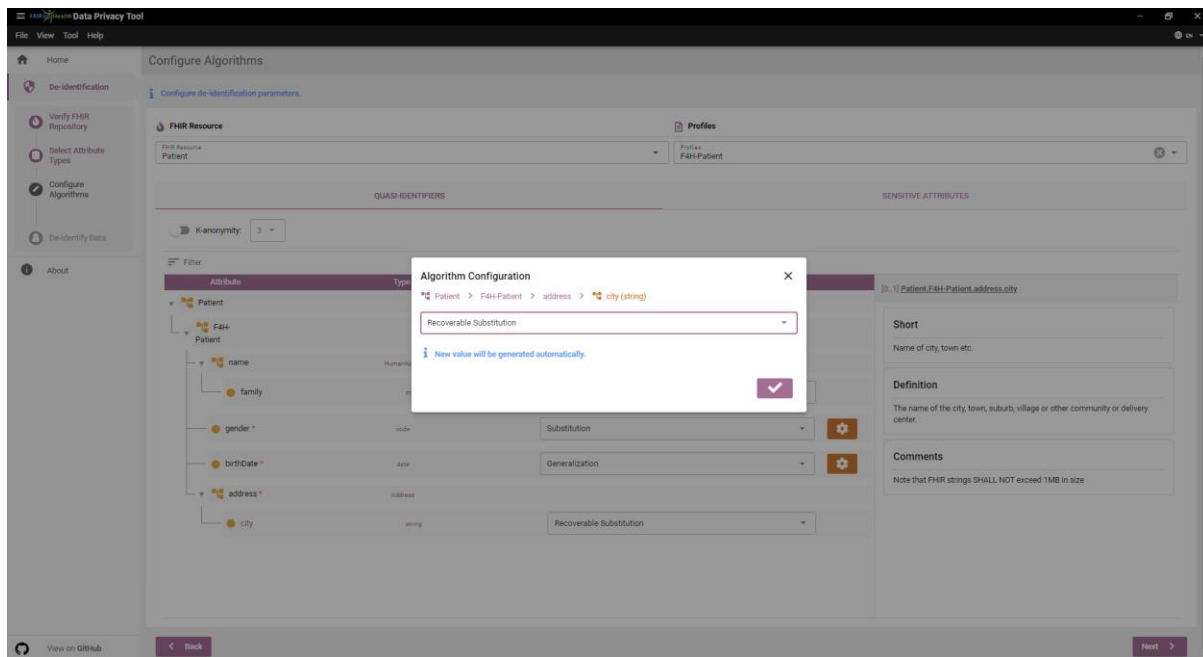 FAIR4Health Data Privacy Tool
File View Tool Help
EN
Home
De-identification
Verify FHIR
Repository
Select Attribute
Types
Configure
Algorithms
De-Identify Data
About
View on GitHub
Configure Algorithms
Configure de-identification parameters.
FHIR Resource
FHIR Resource
Patient
Profiles
Profiles
F4H-Patient
QUASI-IDENTIFIERS
SENSITIVE ATTRIBUTES
K-anonymity: 3
Filter
Attribute
Type
Patient
F4H-
Patient
name
family
gender *
code
Substitution
birthDate *
date
Generalization
address *
Address
city
string
Recoverable Substitution
Algorithm Configuration
Patient > F4H-Patient > address > city (string)
Recoverable Substitution
New value will be generated automatically.
[0..1] Patient.F4H-Patient.address.city
Short
Name of city, town etc.
Definition
The name of the city, town, suburb, village or other community or delivery
center.
Comments
Note that FHIR strings SHALL NOT exceed 1MB in size
Back
Next